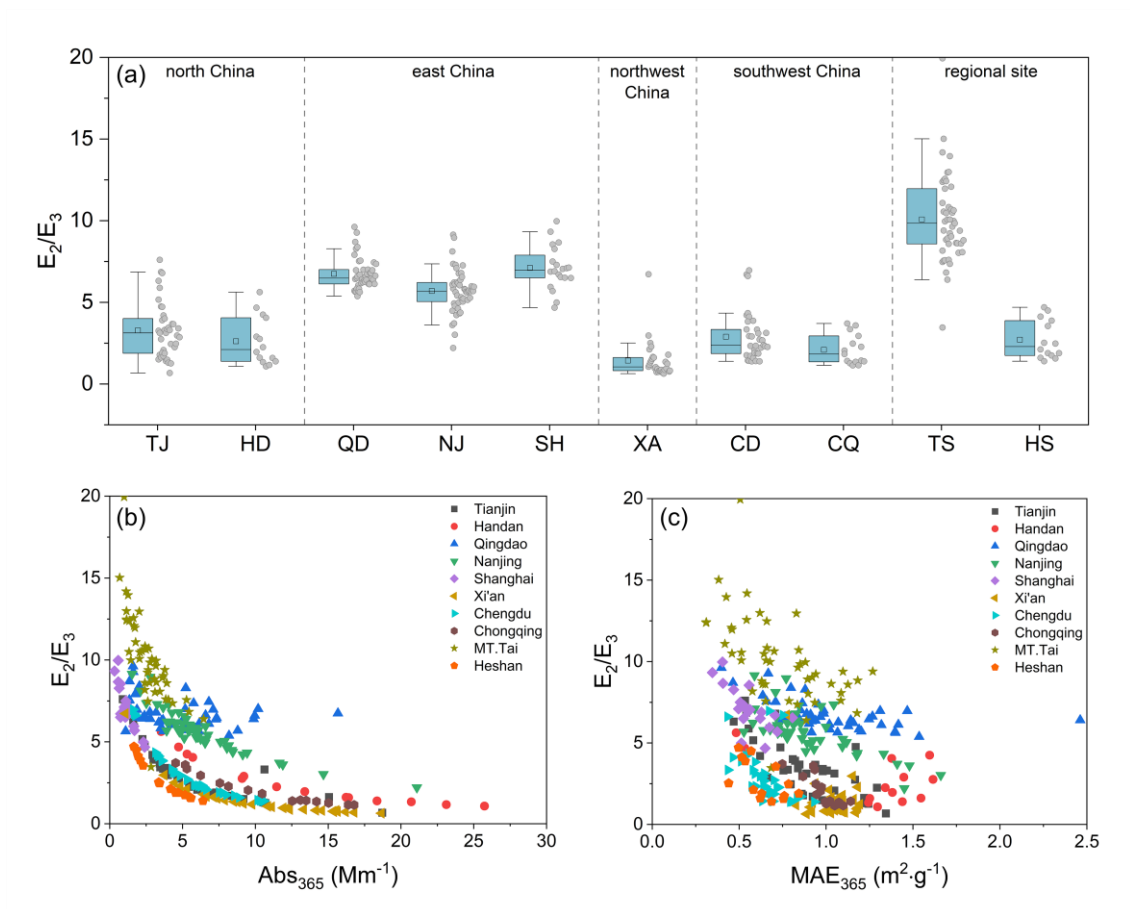 (a)
north China
east China
northwest
China
southwest China
regional site
20
15
10
5
0
E₂/E₃
TJ
HD
QD
NJ
SH
XA
CD
CQ
TS
HS
(b)
20
15
10
5
0
E₂/E₃
Tianjin
Handan
Qingdao
Nanjing
Shanghai
Xi'an
Chengdu
Chongqing
MT.Tai
Heshan
0
5
10
15
20
25
30
Abs₃₆₅ (Mm⁻¹)
(c)
20
15
10
5
0
E₂/E₃
Tianjin
Handan
Qingdao
Nanjing
Shanghai
Xi'an
Chengdu
Chongqing
MT.Tai
Heshan
0.0
0.5
1.0
1.5
2.0
2.5
MAE₃₆₅ (m²·g⁻¹)